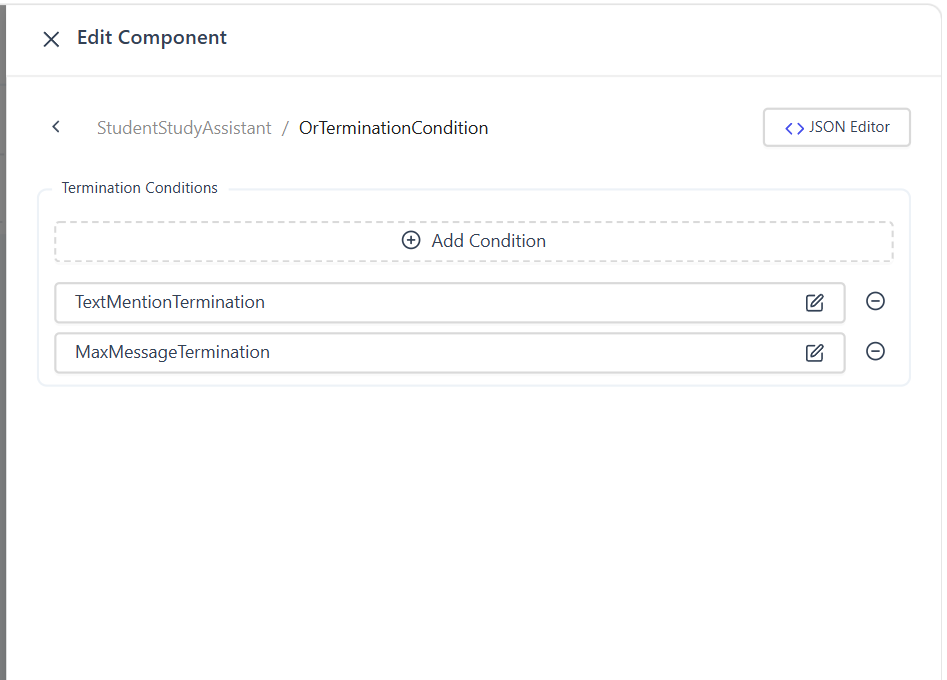 Edit Component
StudentStudyAssistant / OrTerminationCondition
JSON Editor
Termination Conditions
Add Condition
TextMentionTermination
MaxMessageTermination